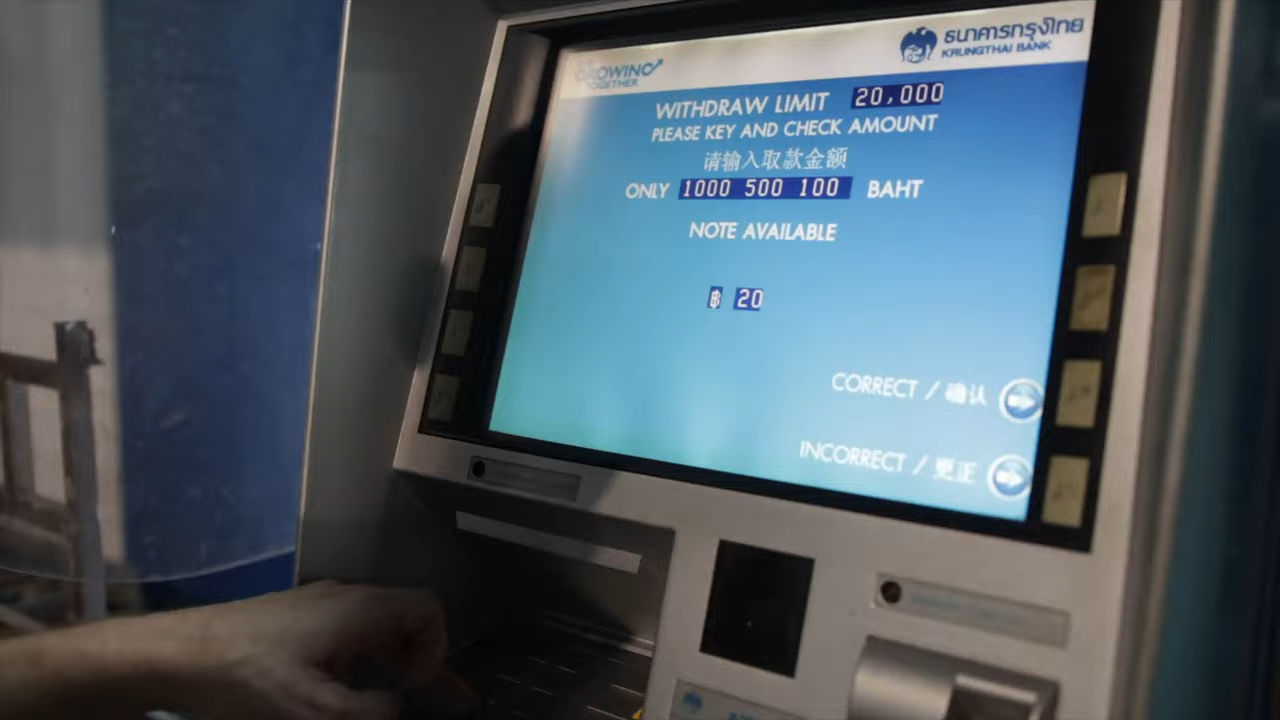 GROWING
TOGETHER
ธนาคารกรุงไทย
KRUNGTHAI BANK
WITHDRAW LIMIT 20,000
PLEASE KEY AND CHECK AMOUNT
请输入取款金额
ONLY 1000 500 100 BAHT
NOTE AVAILABLE
฿ 20
CORRECT / 确认
INCORRECT / 更正